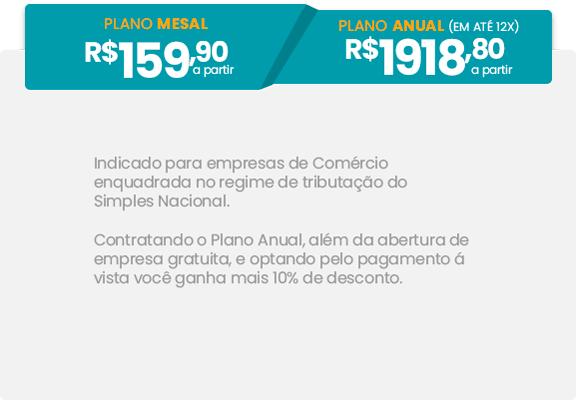 PLANO MESAL
R$159,90
a partir
PLANO ANUAL (EM ATÉ 12X)
R$1918,80
a partir
Indicado para empresas de Comércio
enquadrada no regime de tributação do
Simples Nacional.
Contratando o Plano Anual, além da abertura de
empresa gratuita, e optando pelo pagamento á
vista você ganha mais 10% de desconto.